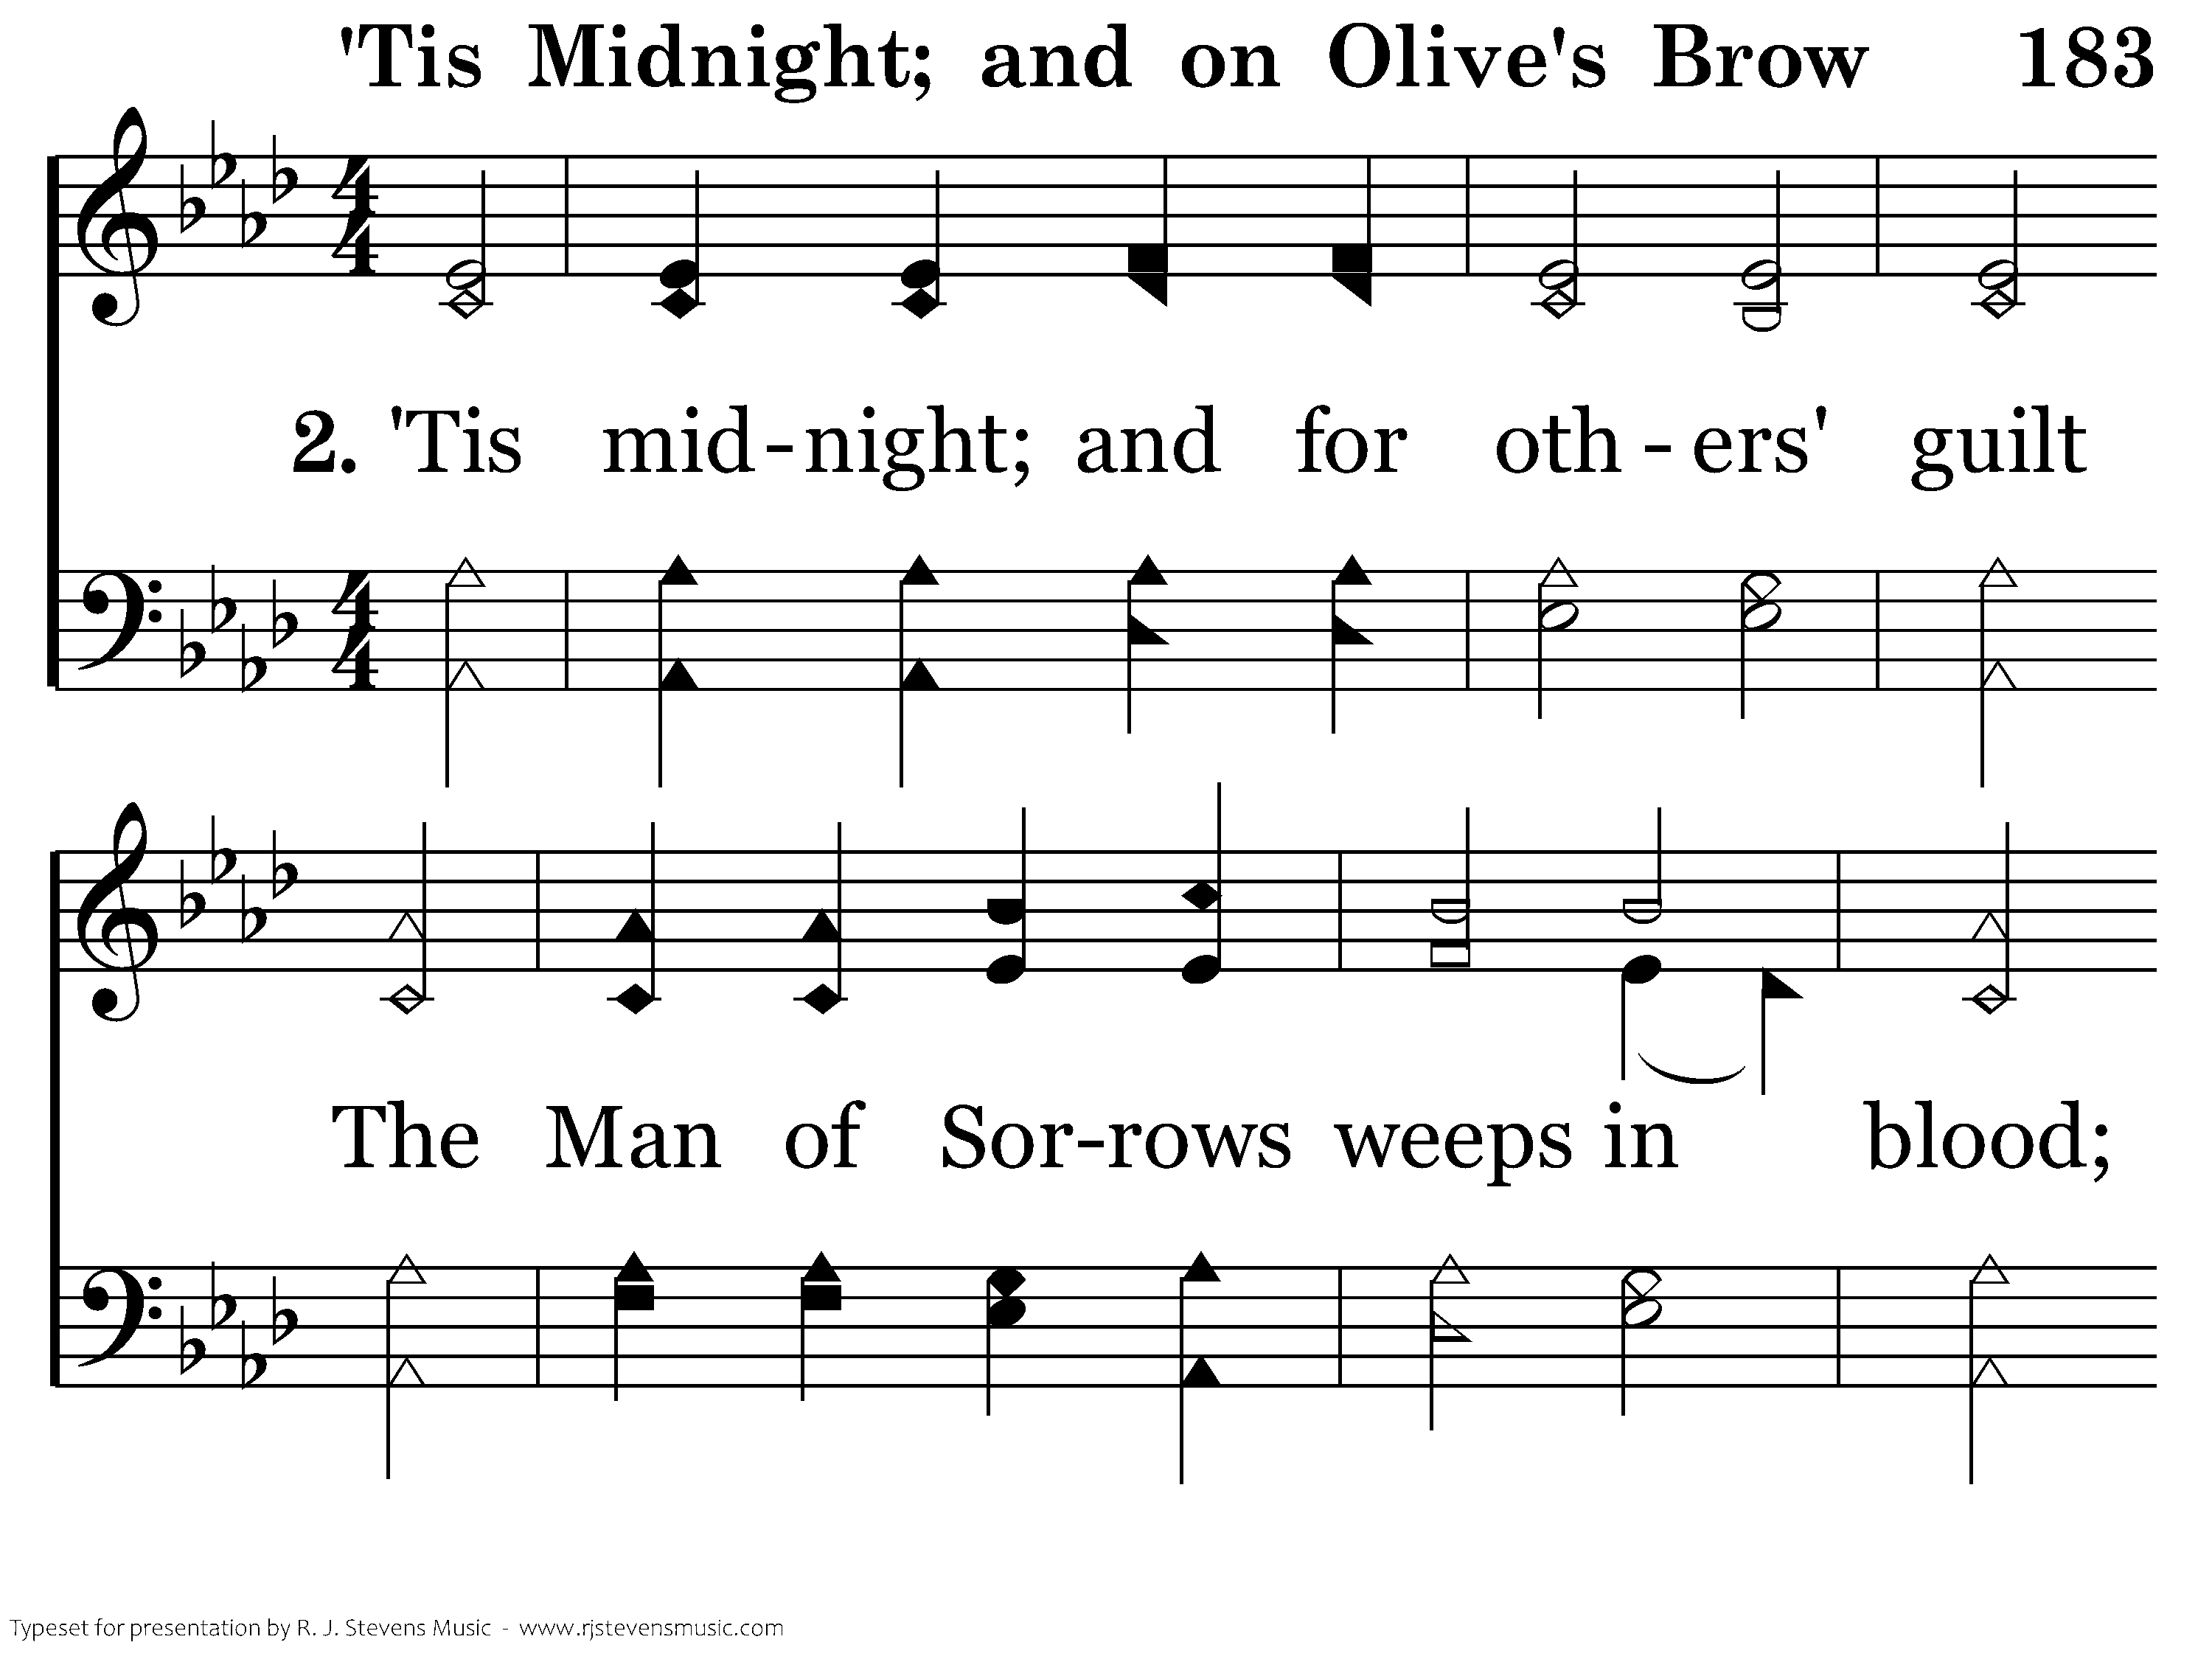 'Tis Midnight; and on Olive's Brow 183
2. 'Tis mid-night; and for oth-ers' guilt
The Man of Sor-rows weeps in blood;
Typeset for presentation by R. J. Stevens Music - www.rjstevensmusic.com